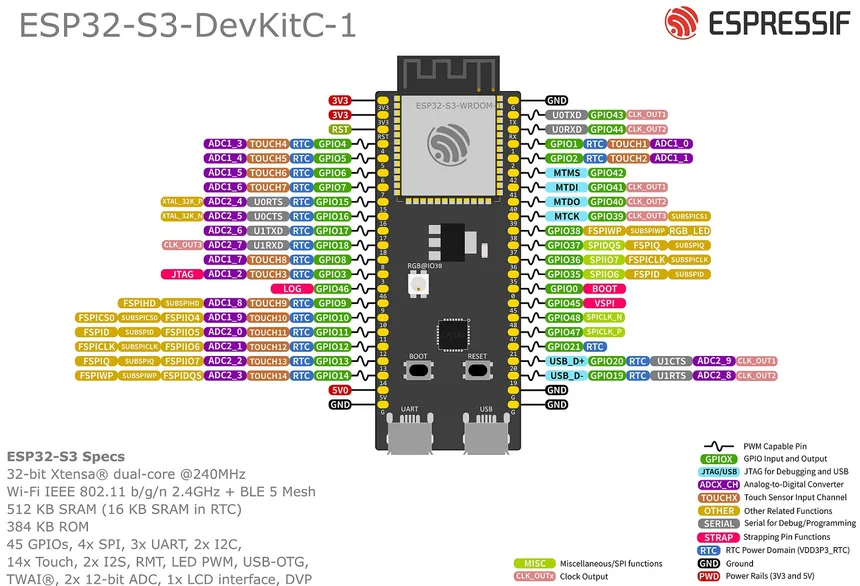 ESP32-S3-DevKitC-1
ESPRESSIF
ESP32-S3-WROOM-
3V3 3V3 G GND
3V3 3V3 TX U0TXD GPIO43 CLK_OUT1
RST RST RX U0RXD GPIO44 CLK_OUT2
ADC1_3 TOUCH4 RTC GPIO4 4 1 GPIO1 RTC TOUCH1 ADC1_0
ADC1_4 TOUCH5 RTC GPIO5 5 2 GPIO2 RTC TOUCH2 ADC1_1
ADC1_5 TOUCH6 RTC GPIO6 6 42 MTMS GPIO42
ADC1_6 TOUCH7 RTC GPIO7 7 41 MTDI GPIO41 CLK_OUT1
XTAL_32K_P ADC2_4 U0RTS RTC GPIO15 15 40 MTDO GPIO40 CLK_OUT2
XTAL_32K_N ADC2_5 U0CTS RTC GPIO16 16 39 MTCK GPIO39 CLK_OUT3 SUBSPICS1
ADC2_6 U1TXD RTC GPIO17 17 38 GPIO38 FSPIWP SUBSPIWP RGB_LED
CLK_OUT3 ADC2_7 U1RXD RTC GPIO18 18 37 GPIO37 SPIDQS FSPIQ SUBSPIQ
ADC1_7 TOUCH8 RTC GPIO8 8 36 GPIO36 SPIIO7 FSPICLK SUBSPICLK
JTAG ADC1_2 TOUCH3 RTC GPIO3 3 35 GPIO35 SPIIO6 FSPID SUBSPID
RGB@IO38
LOG GPIO46 46 0 GPIO0 BOOT
FSPIHD SUBSPIHD ADC1_8 TOUCH9 RTC GPIO9 9 45 GPIO45 VSPI
FSPICS0 SUBSPICS0 FSPIIO4 ADC1_9 TOUCH10 RTC GPIO10 10 48 GPIO48 SPICLK_N
FSPID SUBSPID FSPIIO5 ADC2_0 TOUCH11 RTC GPIO11 11 47 GPIO47 SPICLK_P
FSPICLK SUBSPICLK FSPIIO6 ADC2_1 TOUCH12 RTC GPIO12 12 21 GPIO21 RTC
FSPIQ SUBSPIQ FSPIIO7 ADC2_2 TOUCH13 RTC GPIO13 13 20 USB_D+ GPIO20 RTC U1CTS ADC2_9 CLK_OUT1
FSPIWP SUBSPIWP FSPIDQS ADC2_3 TOUCH14 RTC GPIO14 14 19 USB_D- GPIO19 RTC U1RTS ADC2_8 CLK_OUT2
BOOT RESET
5V0 5V G GND
GND G G GND
UART USB
ESP32-S3 Specs
32-bit Xtensa® dual-core @240MHz
Wi-Fi IEEE 802.11 b/g/n 2.4GHz + BLE 5 Mesh
512 KB SRAM (16 KB SRAM in RTC)
384 KB ROM
45 GPIOs, 4x SPI, 3x UART, 2x I2C,
14x Touch, 2x I2S, RMT, LED PWM, USB-OTG,
TWAI®, 2x 12-bit ADC, 1x LCD interface, DVP
MISC Miscellaneous/SPI functions
CLK_OUTx Clock Output
PWM Capable Pin
GPIOX GPIO Input and Output
JTAG/USB JTAG for Debugging and USB
ADCX_CH Analog-to-Digital Converter
TOUCHX Touch Sensor Input Channel
OTHER Other Related Functions
SERIAL Serial for Debug/Programming
STRAP Strapping Pin Functions
RTC RTC Power Domain (VDD3P3_RTC)
GND Ground
PWD Power Rails (3V3 and 5V)